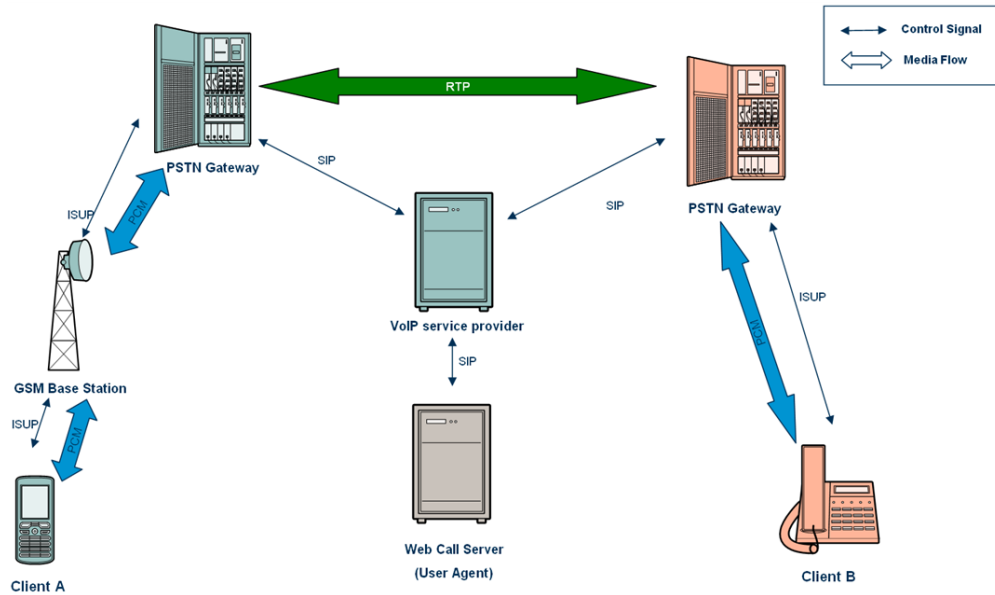 Control Signal
Media Flow
RTP
PSTN Gateway
SIP
PCM
ISUP
SIP
PSTN Gateway
ISUP
VoIP service provider
PCM
SIP
GSM Base Station
ISUP
PCM
Web Call Server
(User Agent)
Client A
Client B